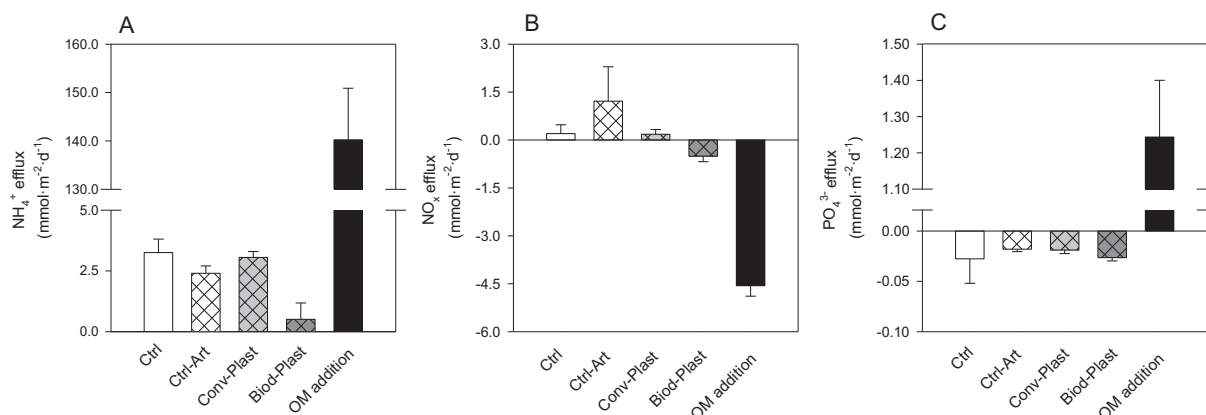 A
NH₄⁺ efflux
(mmol·m⁻²·d⁻¹)
160.0
150.0
140.0
130.0
5.0
2.5
0.0
Ctrl
Ctrl-Art
Conv-Plast
Biod-Plast
OM addition
B
NOₓ efflux
(mmol·m⁻²·d⁻¹)
3.0
1.5
0.0
-1.5
-3.0
-4.5
-6.0
Ctrl
Ctrl-Art
Conv-Plast
Biod-Plast
OM addition
C
PO₄³⁻ efflux
(mmol·m⁻²·d⁻¹)
1.50
1.40
1.30
1.20
1.10
0.00
-0.05
-0.10
Ctrl
Ctrl-Art
Conv-Plast
Biod-Plast
OM addition